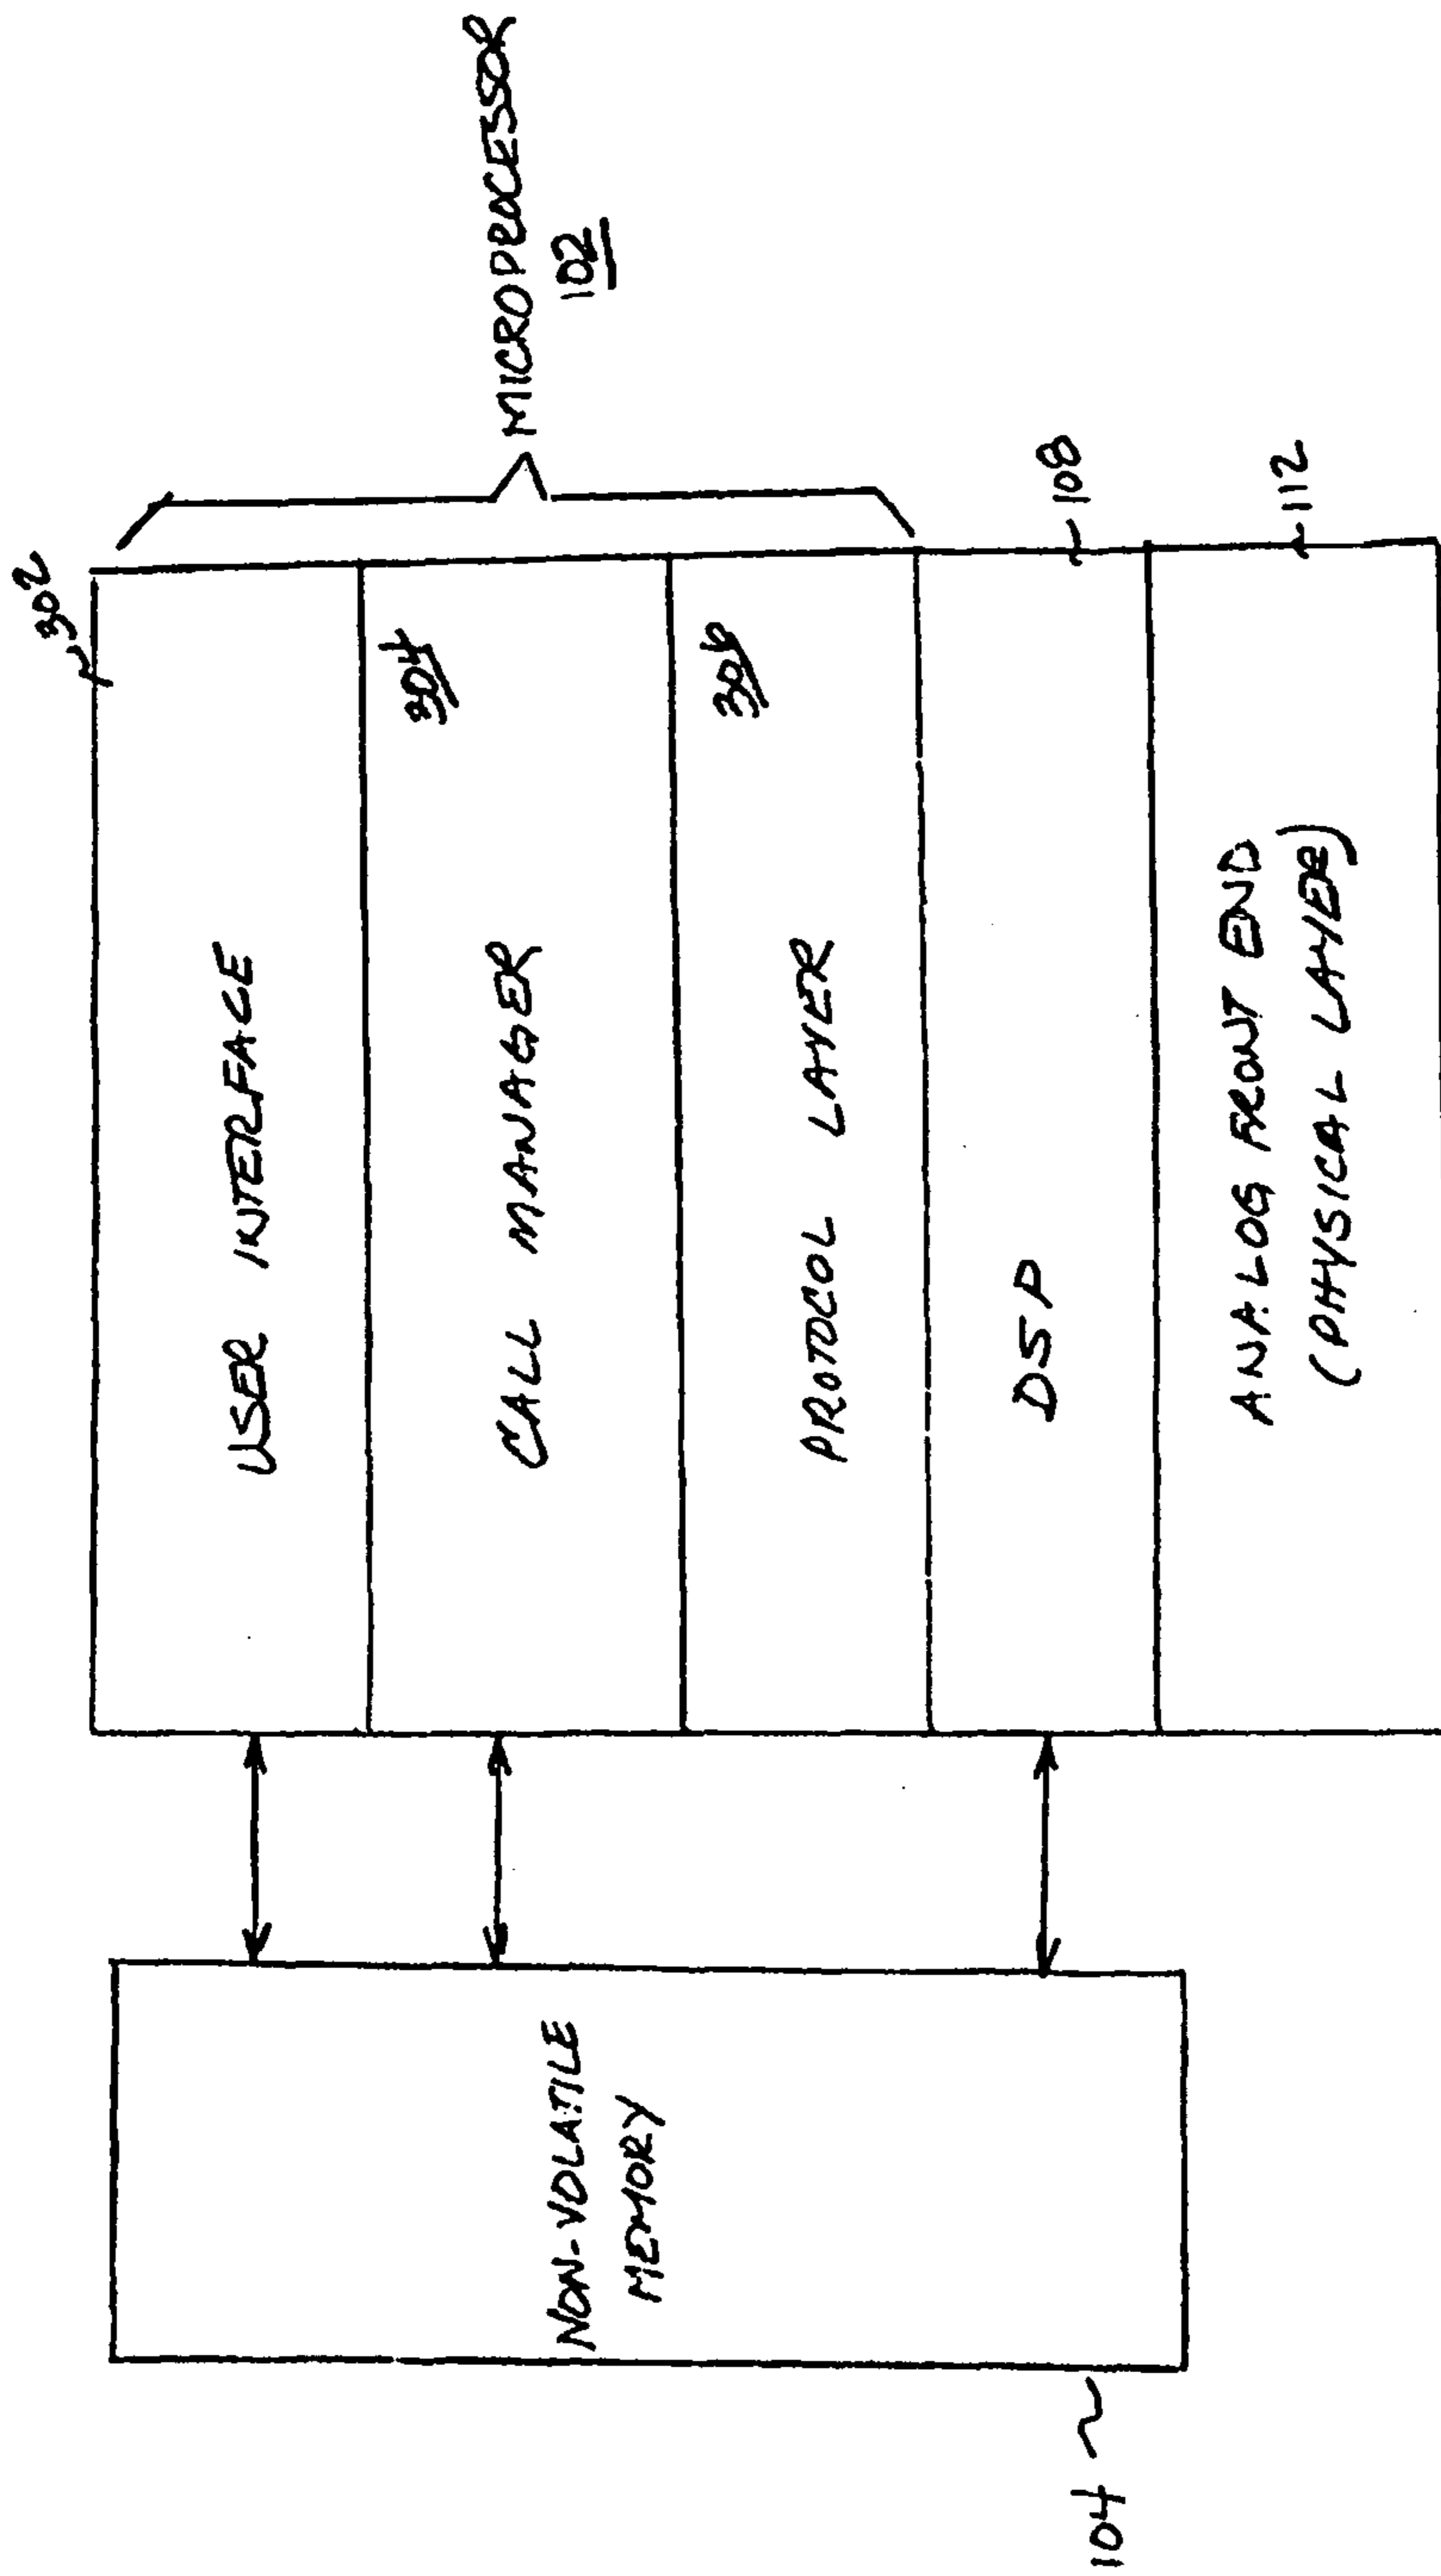 302
USER INTERFACE
304
CALL MANAGER
306
PROTOCOL LAYER
MICROPROCESSOR
102
DSP
108
ANALOG FRONT END
(PHYSICAL LAYER)
112
NON-VOLATILE
MEMORY
104